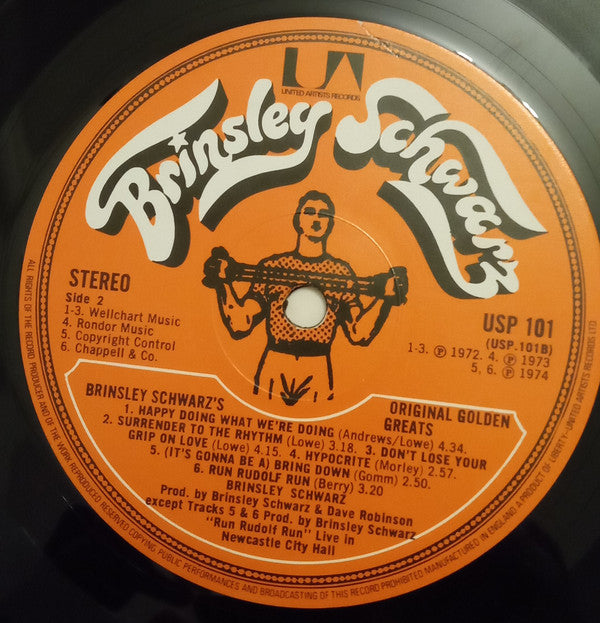 UA
UNITED ARTISTS RECORDS
Brinsley Schwarz
STEREO
Side 2
1-3. Wellchart Music
4. Rondor Music
5. Copyright Control
6. Chappell & Co.
USP 101
(USP.101B)
1-3. ℗ 1972. 4. ℗ 1973
5, 6. ℗ 1974
BRINSLEY SCHWARZ'S ORIGINAL GOLDEN GREATS
1. HAPPY DOING WHAT WE'RE DOING (Andrews/Lowe) 4.34.
2. SURRENDER TO THE RHYTHM (Lowe) 3.18. 3. DON'T LOSE YOUR
GRIP ON LOVE (Lowe) 4.15. 4. HYPOCRITE (Morley) 2.57.
5. (IT'S GONNA BE A) BRING DOWN (Gomm) 2.50.
6. RUN RUDOLF RUN (Berry) 3.20
BRINSLEY SCHWARZ
Prod. by Brinsley Schwarz & Dave Robinson
except Tracks 5 & 6 Prod. by Brinsley Schwarz
"Run Rudolf Run" Live in
Newcastle City Hall
ALL RIGHTS OF THE RECORD PRODUCER AND OF THE OWNER OF THE WORK REPRODUCED RESERVED. COPYING, PUBLIC PERFORMANCES AND BROADCASTING OF THIS RECORD PROHIBITED. MANUFACTURED IN ENGLAND. A PRODUCT OF LIBERTY-UNITED ARTISTS RECORDS LTD